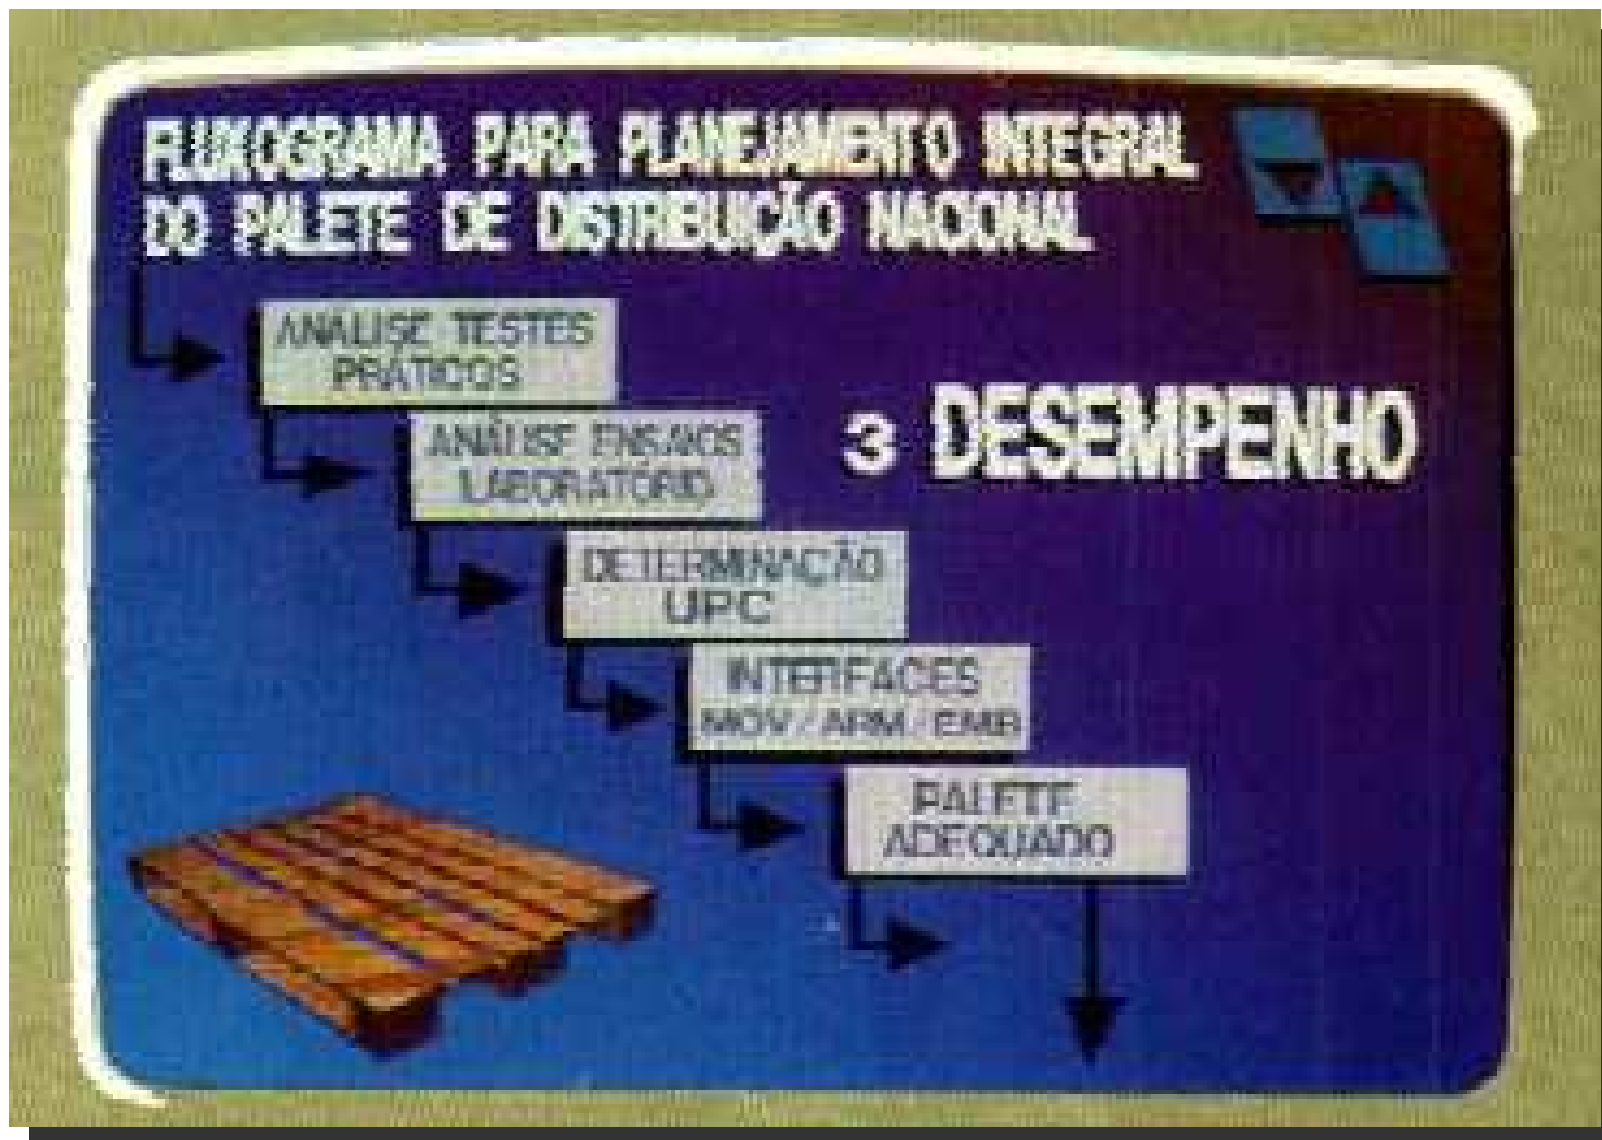 FLUXOGRAMA PARA PLANEJAMENTO INTEGRAL
DO PALETE DE DISTRIBUIÇÃO NACIONAL
ANÁLISE TESTES
PRÁTICOS
3 DESEMPENHO
ANÁLISE ENSAIOS
LABORATÓRIO
DETERMINAÇÃO
UPC
INTERFACES
MOV/ARM/EMB
PALETE
ADEQUADO